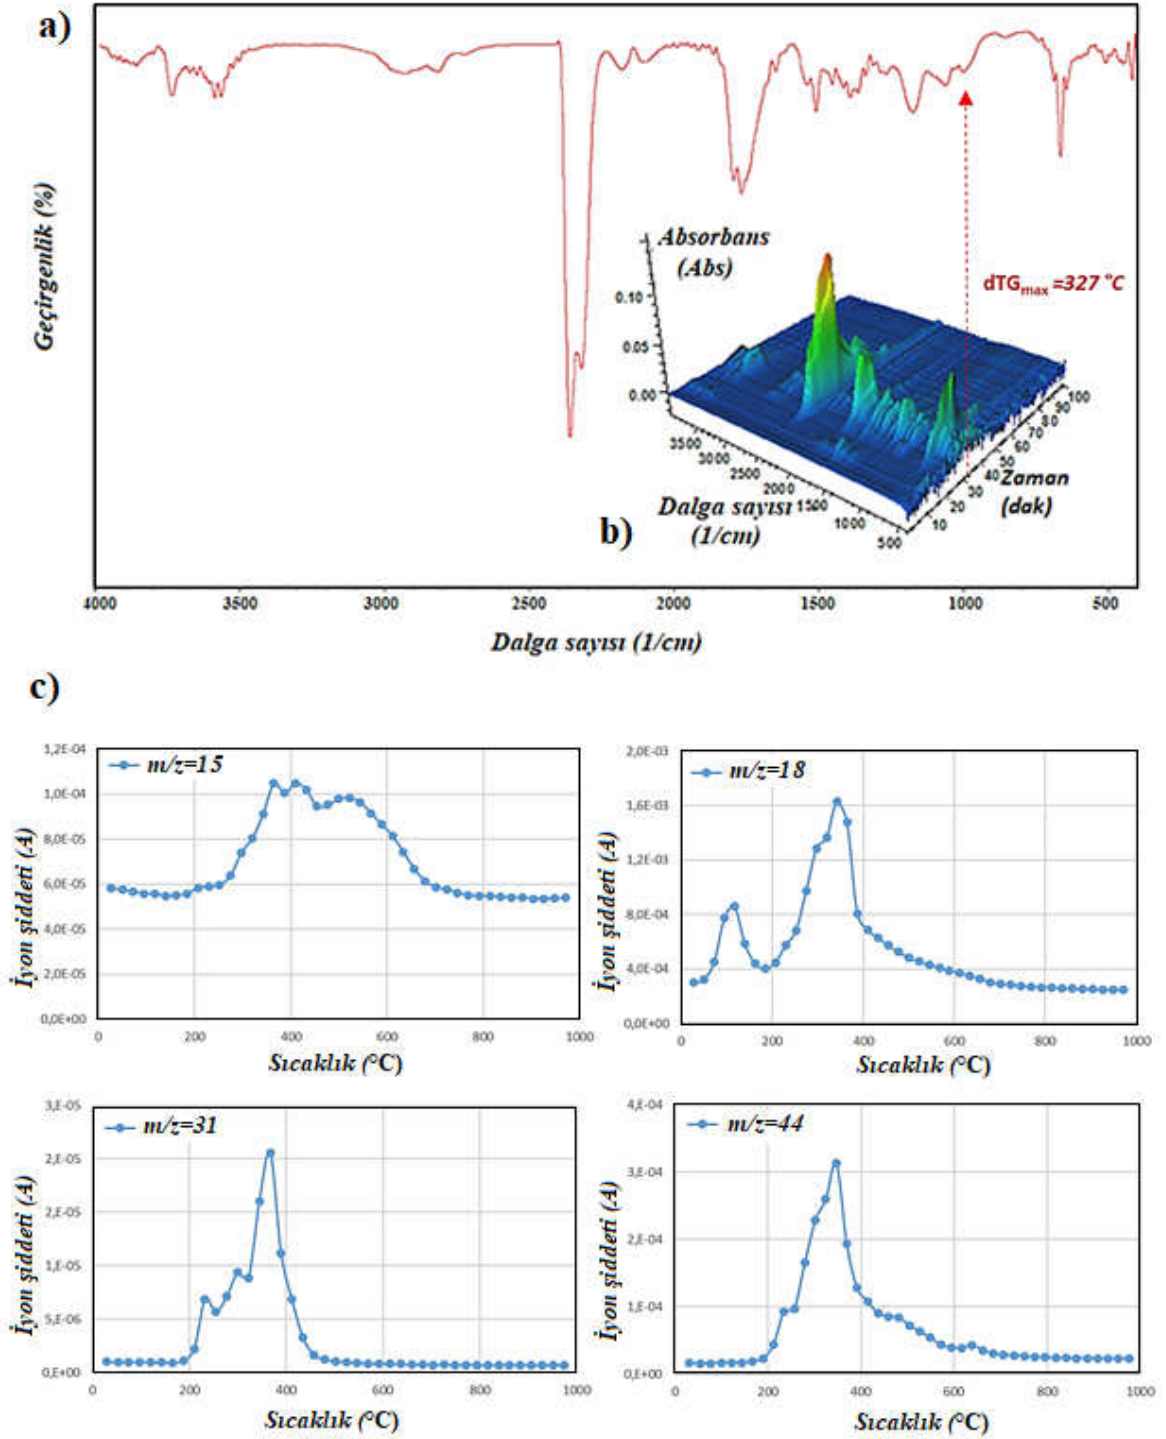 a)
Geçirgenlik (%)
4000 3500 3000 2500 2000 1500 1000 500
Dalga sayısı (1/cm)
dTGmax =327 °C
Absorbans
(Abs)
0.10
0.05
0.00
3500 3000 2500 2000 1500 1000 500
Dalga sayısı
(1/cm)
10 20 30 40 50 60 70 80 90 100
Zaman
(dak)
b)
c)
m/z=15
İyon şiddeti (A)
1,2E-04
1,0E-04
8,0E-05
6,0E-05
4,0E-05
2,0E-05
0,0E+00
0 200 400 600 800 1000
Sıcaklık (°C)
m/z=18
İyon şiddeti (A)
2,0E-03
1,6E-03
1,2E-03
8,0E-04
4,0E-04
0,0E+00
0 200 400 600 800 1000
Sıcaklık (°C)
m/z=31
İyon şiddeti (A)
3,E-05
2,E-05
2,E-05
1,E-05
5,E-06
0,E+00
0 200 400 600 800 1000
Sıcaklık (°C)
m/z=44
İyon şiddeti (A)
4,E-04
3,E-04
2,E-04
1,E-04
0,E+00
0 200 400 600 800 1000
Sıcaklık (°C)